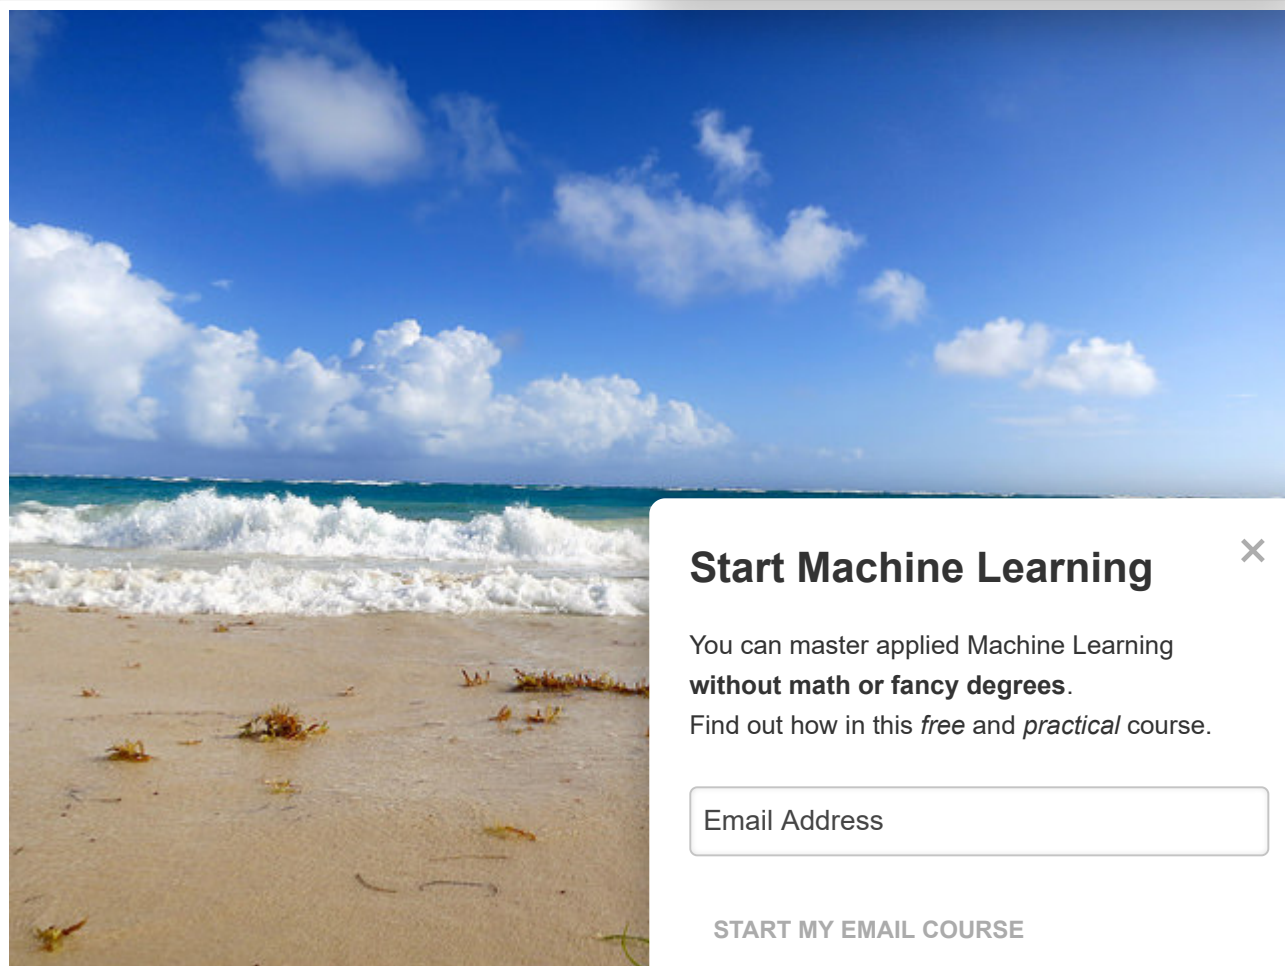 Start Machine Learning
×
You can master applied Machine Learning
without math or fancy degrees.
Find out how in this free and practical course.
Email Address
START MY EMAIL COURSE